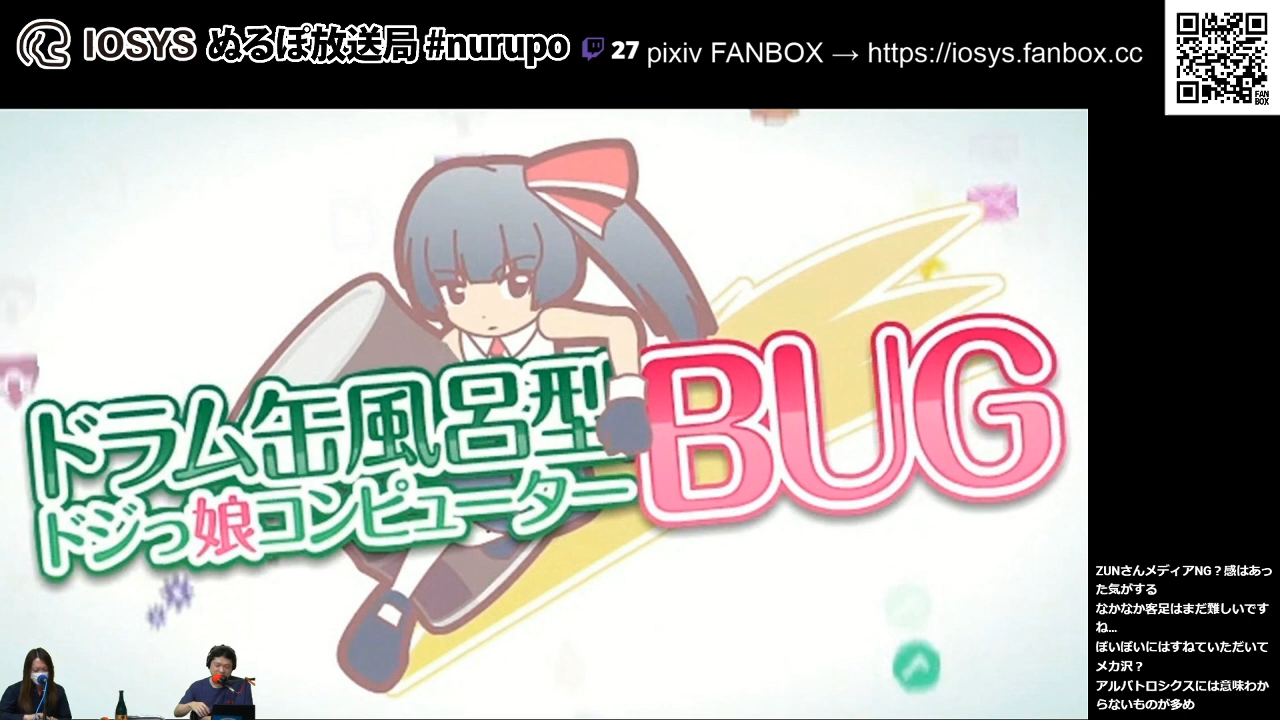 IOSYS ぬるぽ放送局 #nurupo 27 pixiv FANBOX → https://iosys.fanbox.cc
FAN
BOX
ドラム缶風呂型
BUG
ドジっ娘コンピューター
ZUNさんメディアNG？感はあっ
た気がする
なかなか客足はまだ難しいです
ね...
ぽいぽいにはすねていただいて
メカ沢？
アルバトロシクスには意味わか
らないものが多め